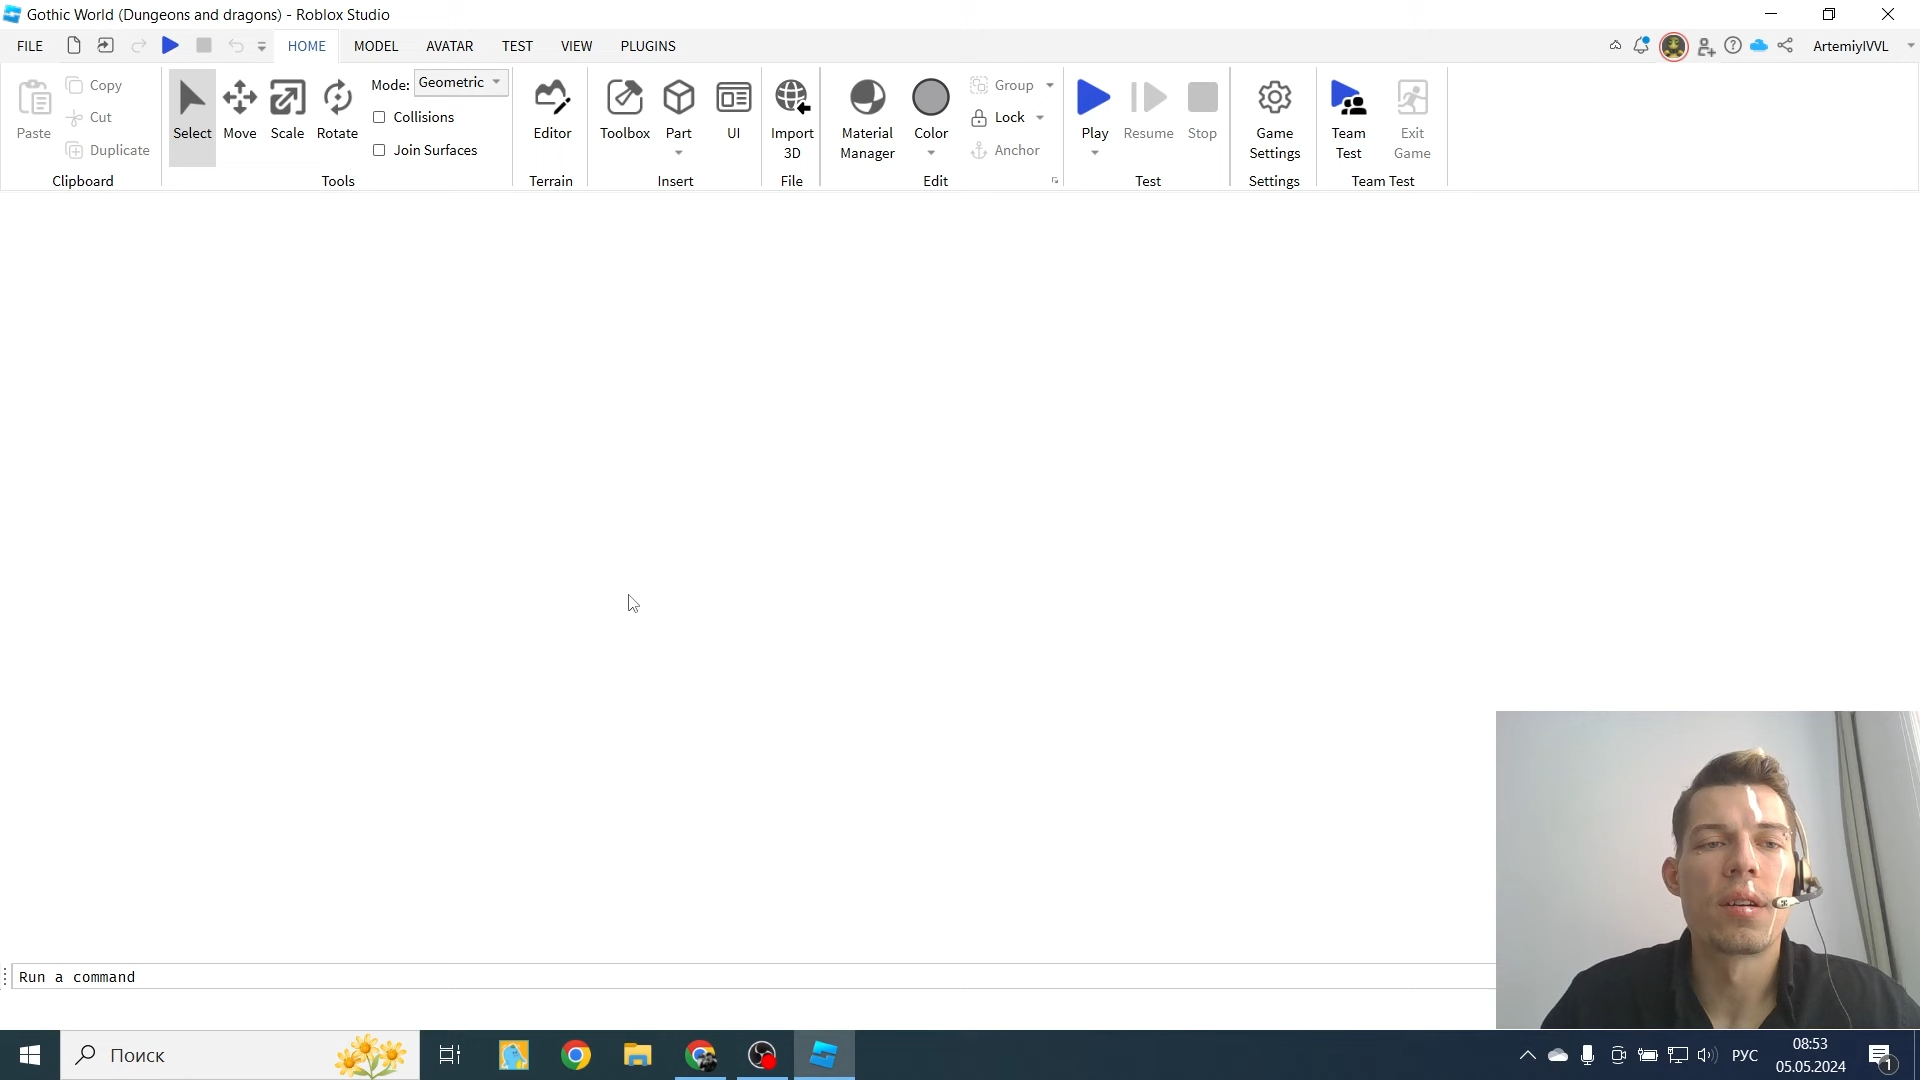 Gothic World (Dungeons and dragons) - Roblox Studio
FILE
HOME
MODEL
AVATAR
TEST
VIEW
PLUGINS
ArtemiyIVVL
Paste
Copy
Cut
Duplicate
Clipboard
Select
Move
Scale
Rotate
Mode: Geometric
Collisions
Join Surfaces
Tools
Editor
Terrain
Toolbox
Part
UI
Insert
Import
3D
File
Material
Manager
Color
Group
Lock
Anchor
Edit
Play
Resume
Stop
Test
Game
Settings
Settings
Team
Test
Exit
Game
Team Test
Run a command
Поиск
РУС
08:53
05.05.2024
1